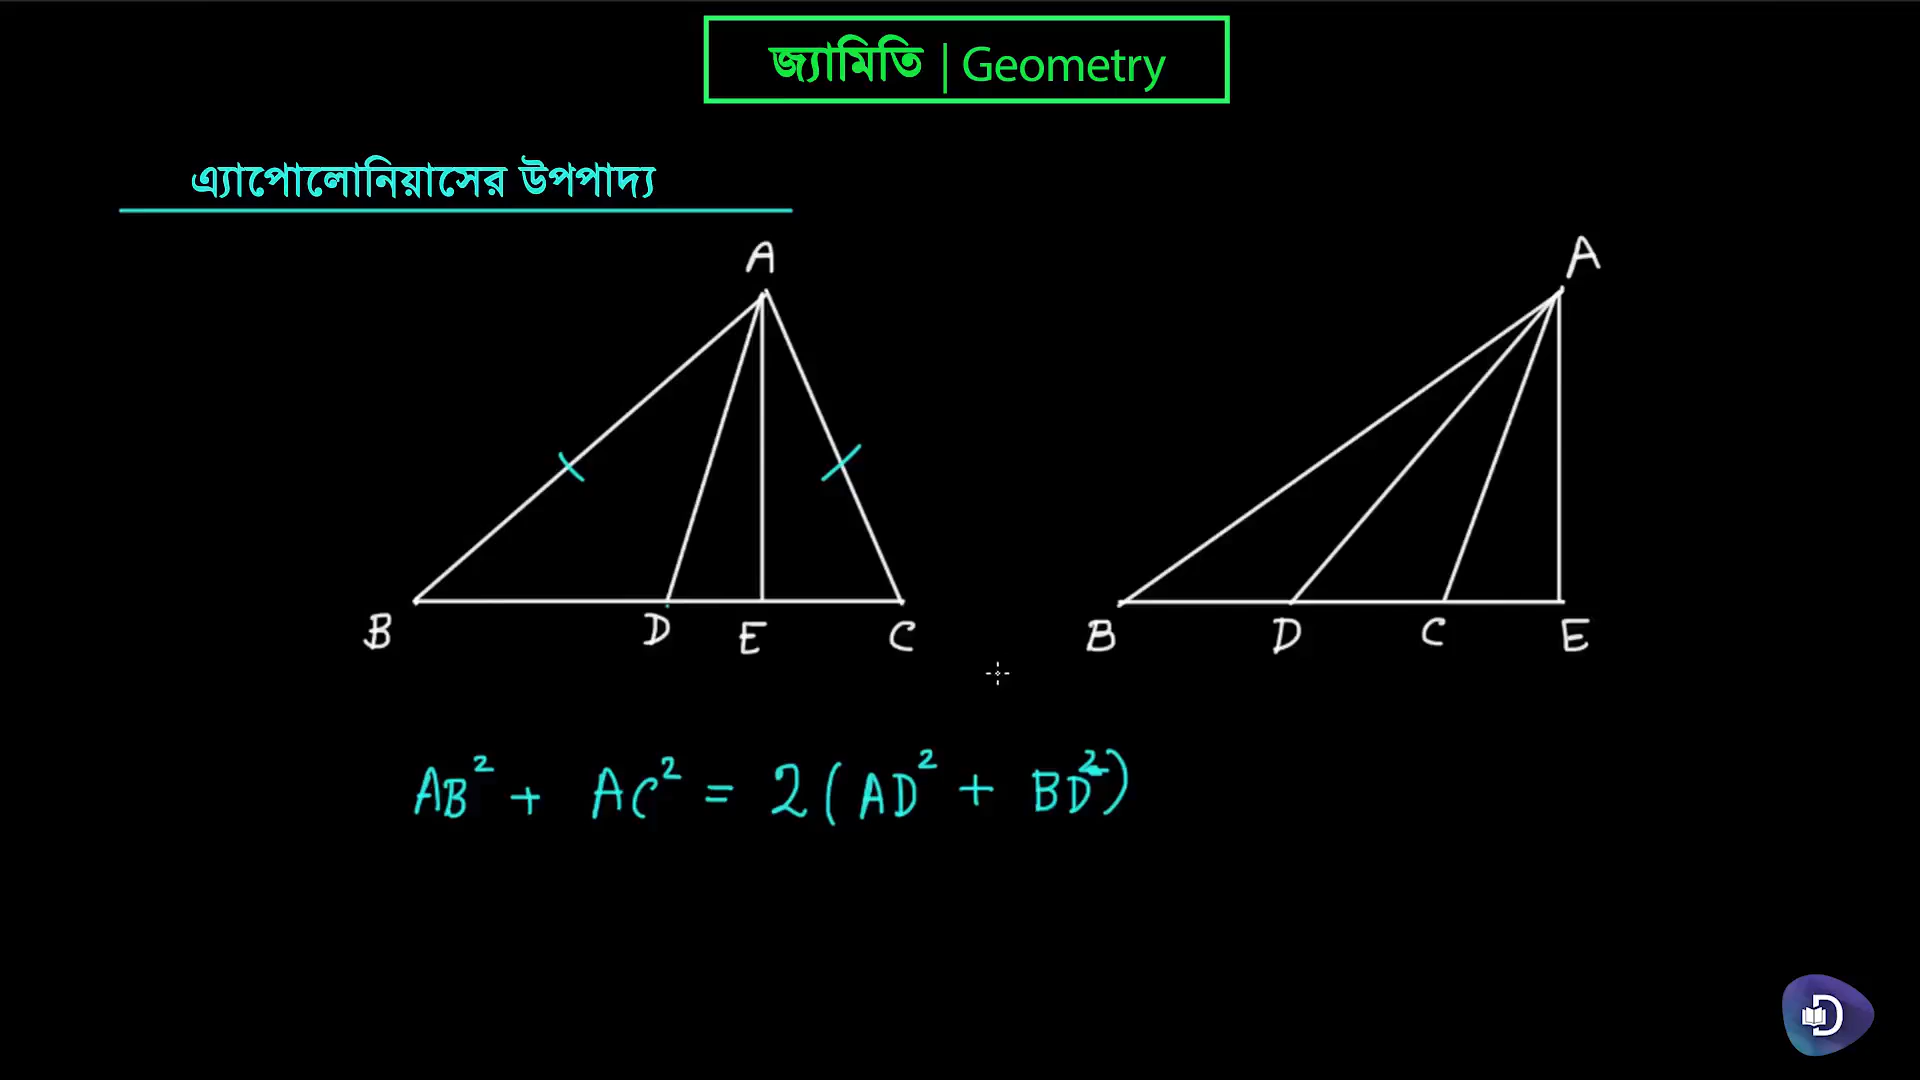 জ্যামিতি | Geometry
এ্যাপোলোনিয়াসের উপপাদ্য
A
A
B
D
E
C
B
D
C
E
AB² + AC² = 2(AD² + BD²)
D